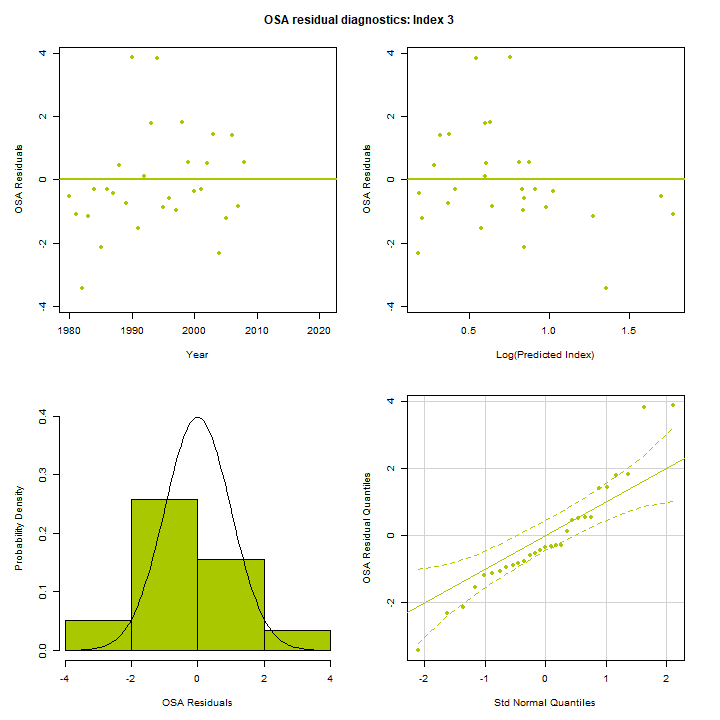 OSA residual diagnostics: Index 3
OSA Residuals
4
2
0
-2
-4
1980 1990 2000 2010 2020
Year
OSA Residuals
4
2
0
-2
-4
0.5 1.0 1.5
Log(Predicted Index)
Probability Density
0.4
0.3
0.2
0.1
0.0
-4 -2 0 2 4
OSA Residuals
OSA Residual Quantiles
4
2
0
-2
-2 -1 0 1 2
Std Normal Quantiles